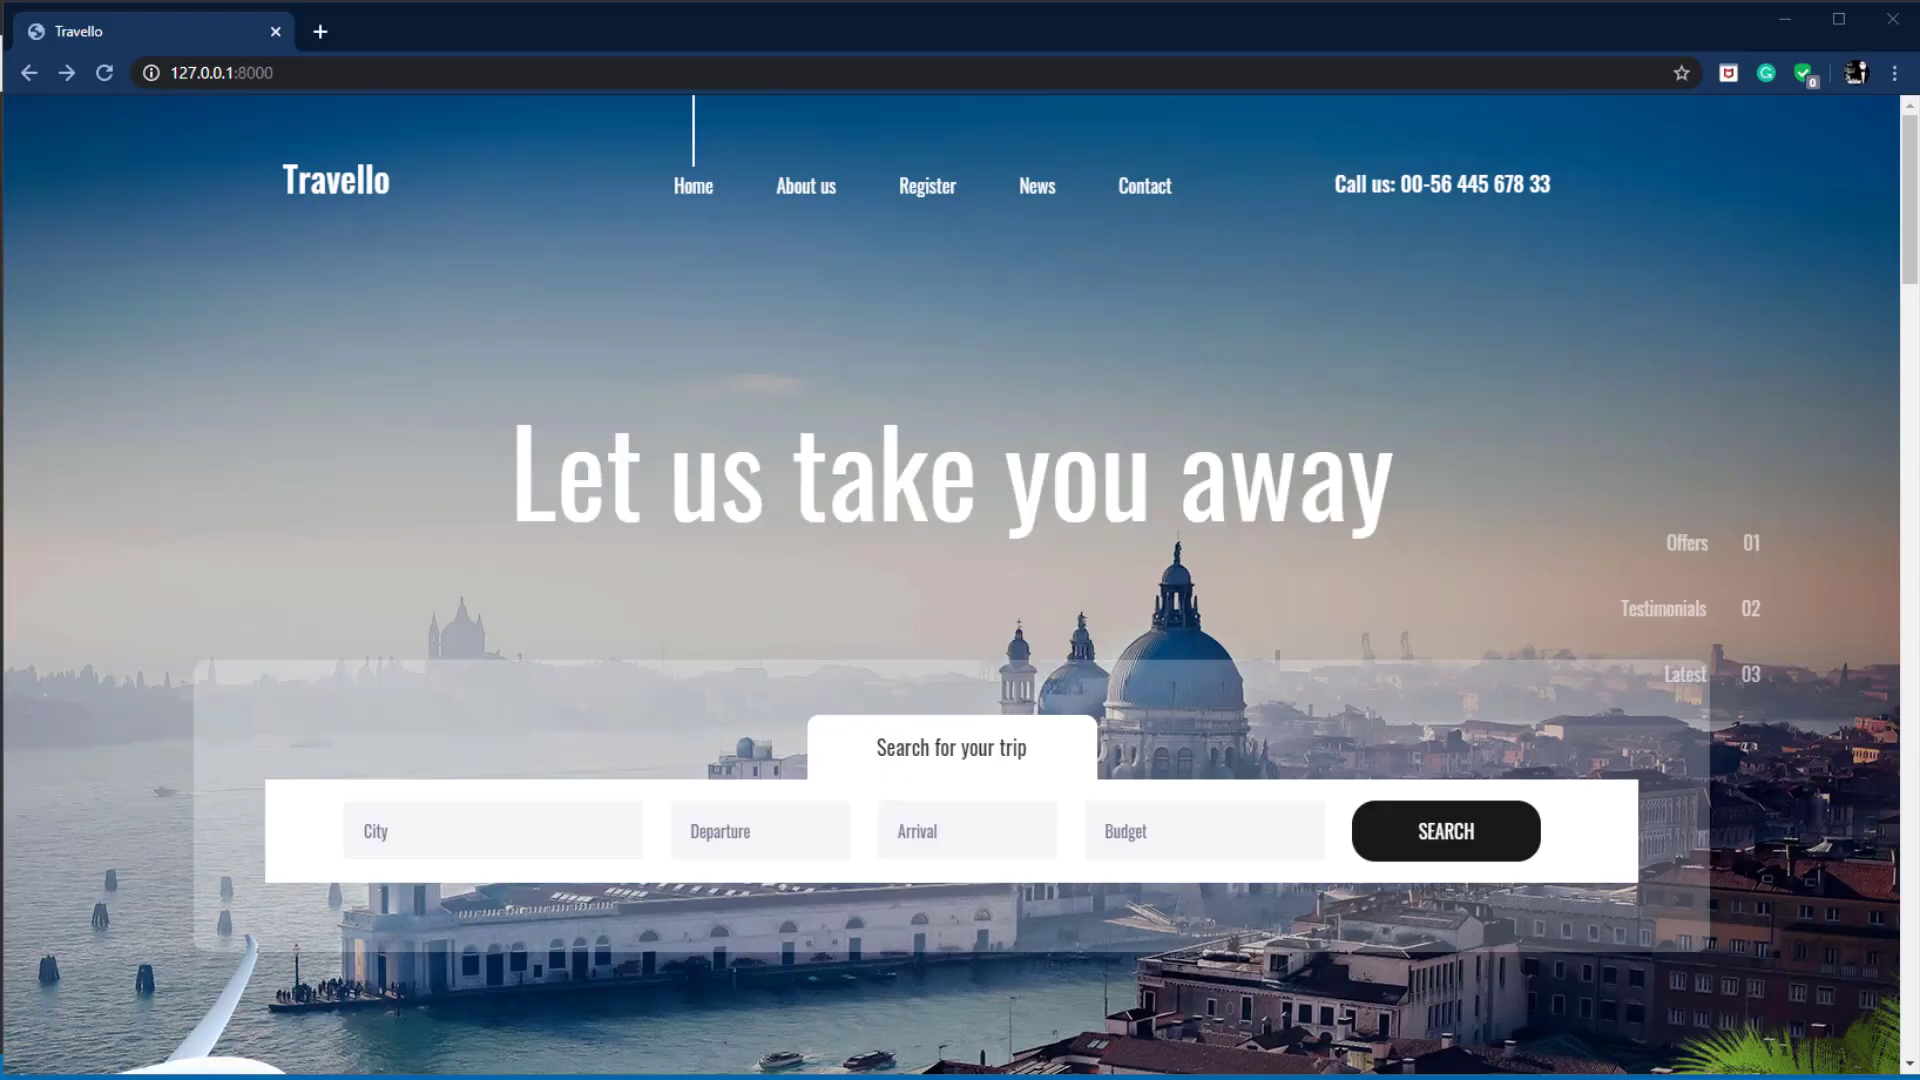 Travello
127.0.0.1:8000
0
Travello
Home
About us
Register
News
Contact
Call us: 00-56 445 678 33
Let us take you away
Offers 01
Testimonials 02
Latest 03
Search for your trip
City
Departure
Arrival
Budget
SEARCH